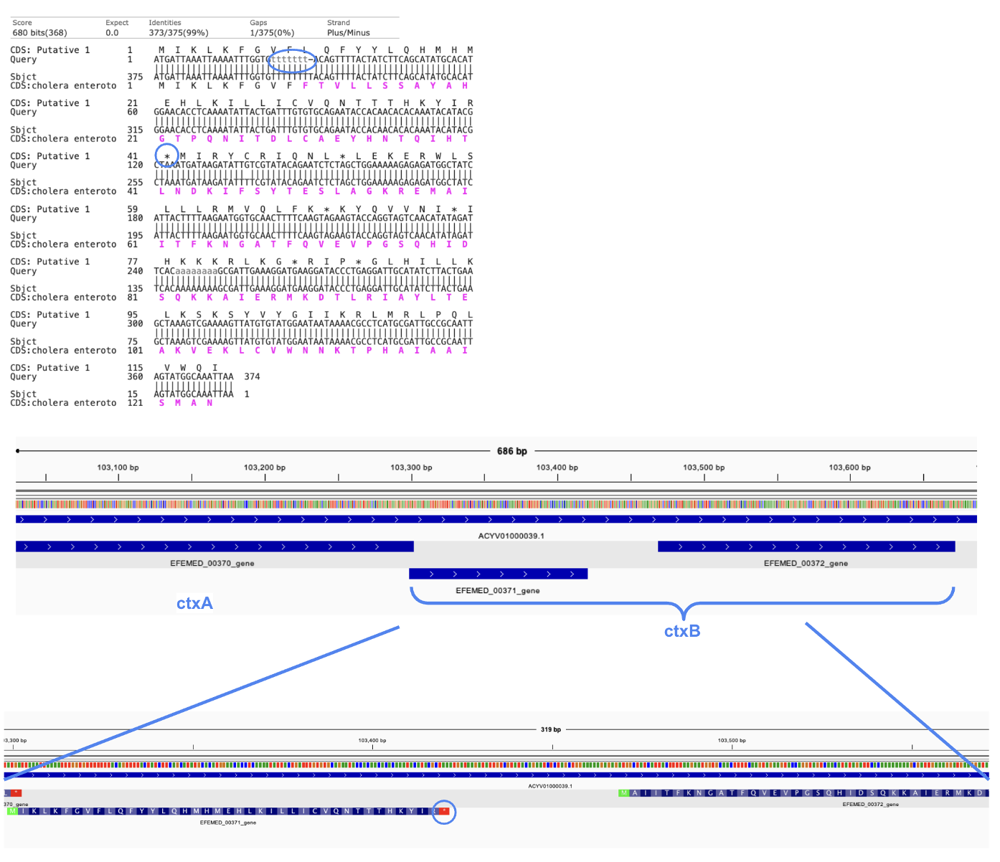 Score Expect Identities Gaps Strand
680 bits(368) 0.0 373/375(99%) 1/375(0%) Plus/Minus
CDS: Putative 1 1 M I K L K F G V F L Q F Y Y L Q H M H M
Query 1 ATGATTAAATTAAAATTTGGTGttttttt-ACAGTTTTACTATCTTCAGCATATGCACAT
Sbjct 375 ATGATTAAATTAAAATTTGGTGTTTTTTTTACAGTTTTACTATCTTCAGCATATGCACAT
CDS:cholera enteroto 1 M I K L K F G V F F T V L L S S A Y A H
CDS: Putative 1 21 E H L K I L L I C V Q N T T T H K Y I R
Query 60 GGAACACCTCAAAATATTACTGATTTGTGTGCAGAATACCACAACACACAAATACATACG
Sbjct 315 GGAACACCTCAAAATATTACTGATTTGTGTGCAGAATACCACAACACACAAATACATACG
CDS:cholera enteroto 21 G T P Q N I T D L C A E Y H N T Q I H T
CDS: Putative 1 41 * M I R Y C R I Q N L * L E K E R W L S
Query 120 CTAAATGATAAGATATTGTCGTATACAGAATCTCTAGCTGGAAAAAGAGAGATGGCTATC
Sbjct 255 CTAAATGATAAGATATTTTCGTATACAGAATCTCTAGCTGGAAAAAGAGAGATGGCTATC
CDS:cholera enteroto 41 L N D K I F S Y T E S L A G K R E M A I
CDS: Putative 1 59 L L L R M V Q L F K * K Y Q V V N I * I
Query 180 ATTACTTTTAAGAATGGTGCAACTTTTCAAGTAGAAGTACCAGGTAGTCAACATATAGAT
Sbjct 195 ATTACTTTTAAGAATGGTGCAACTTTTCAAGTAGAAGTACCAGGTAGTCAACATATAGAT
CDS:cholera enteroto 61 I T F K N G A T F Q V E V P G S Q H I D
CDS: Putative 1 77 H K K K R L K G * R I P * G L H I L L K
Query 240 TCACaaaaaaaaGCGATTGAAAGGATGAAGGATACCCTGAGGATTGCATATCTTACTGAA
Sbjct 135 TCACAAAAAAAAGCGATTGAAAGGATGAAGGATACCCTGAGGATTGCATATCTTACTGAA
CDS:cholera enteroto 81 S Q K K A I E R M K D T L R I A Y L T E
CDS: Putative 1 95 L K S K S Y V Y G I I K R L M R L P Q L
Query 300 GCTAAAGTCGAAAAGTTATGTGTATGGAATAATAAAACGCCTCATGCGATTGCCGCAATT
Sbjct 75 GCTAAAGTCGAAAAGTTATGTGTATGGAATAATAAAACGCCTCATGCGATTGCCGCAATT
CDS:cholera enteroto 101 A K V E K L C V W N N K T P H A I A A I
CDS: Putative 1 115 V W Q I
Query 360 AGTATGGCAAATTAA 374
Sbjct 15 AGTATGGCAAATTAA 1
CDS:cholera enteroto 121 S M A N
686 bp
103,100 bp 103,200 bp 103,300 bp 103,400 bp 103,500 bp 103,600 bp
ACYV01000039.1
EFEMED_00370_gene EFEMED_00372_gene
EFEMED_00371_gene
ctxA
ctxB
319 bp
3,300 bp 103,400 bp 103,500 bp
ACYV01000039.1
L * M A I I T F K N G A T F Q V E V P G S Q H I D S Q K K A I E R M K D
370_gene EFEMED_00372_gene
M I K L K F G V F L Q F Y Y L Q H M H M E H L K I L L I C V Q N T T T H K Y I R *
EFEMED_00371_gene